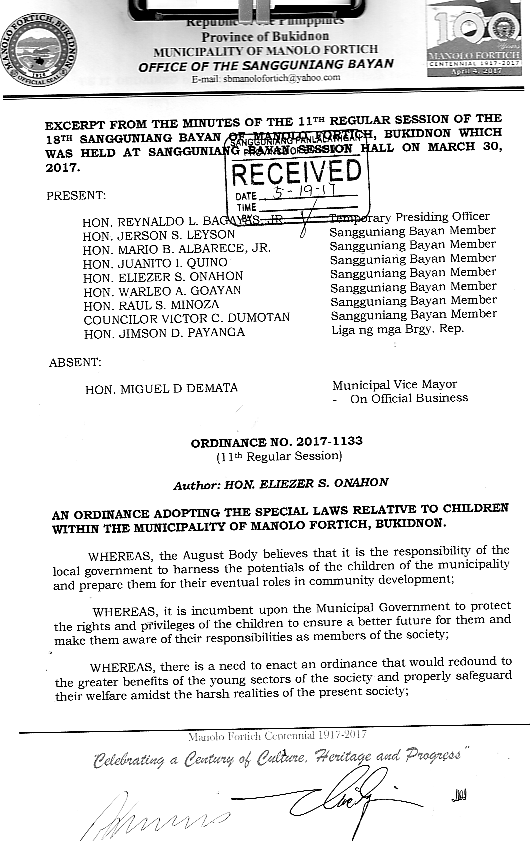 Republic of the Philippines
Province of Bukidnon
MUNICIPALITY OF MANOLO FORTICH
OFFICE OF THE SANGGUNIANG BAYAN
E-mail: sbmanolofortich@yahoo.com
MANOLO FORTICH, BUKIDNON
OFFICIAL SEAL
100 years
MANOLO FORTICH
CENTENNIAL 1917-2017
April 4, 2017
EXCERPT FROM THE MINUTES OF THE 11TH REGULAR SESSION OF THE
18TH SANGGUNIANG BAYAN OF MANOLO FORTICH, BUKIDNON WHICH
WAS HELD AT SANGGUNIANG BAYAN SESSION HALL ON MARCH 30,
2017.
SANGGUNIANG PANLALAWIGAN
RECEIVED
DATE 5-19-17
TIME
BY
PRESENT:
HON. REYNALDO L. BAGAYAS, JR. Temporary Presiding Officer
HON. JERSON S. LEYSON Sangguniang Bayan Member
HON. MARIO B. ALBARECE, JR. Sangguniang Bayan Member
HON. JUANITO I. QUINO Sangguniang Bayan Member
HON. ELIEZER S. ONAHON Sangguniang Bayan Member
HON. WARLEO A. GOAYAN Sangguniang Bayan Member
HON. RAUL S. MINOZA Sangguniang Bayan Member
COUNCILOR VICTOR C. DUMOTAN Sangguniang Bayan Member
HON. JIMSON D. PAYANGA Liga ng mga Brgy. Rep.
ABSENT:
HON. MIGUEL D DEMATA Municipal Vice Mayor
- On Official Business
ORDINANCE NO. 2017-1133
(11th Regular Session)
Author: HON. ELIEZER S. ONAHON
AN ORDINANCE ADOPTING THE SPECIAL LAWS RELATIVE TO CHILDREN
WITHIN THE MUNICIPALITY OF MANOLO FORTICH, BUKIDNON.
WHEREAS, the August Body believes that it is the responsibility of the
local government to harness the potentials of the children of the municipality
and prepare them for their eventual roles in community development;
WHEREAS, it is incumbent upon the Municipal Government to protect
the rights and privileges of the children to ensure a better future for them and
make them aware of their responsibilities as members of the society;
WHEREAS, there is a need to enact an ordinance that would redound to
the greater benefits of the young sectors of the society and properly safeguard
their welfare amidst the harsh realities of the present society;
Manolo Fortich Centennial 1917-2017
"Celebrating a Century of Culture, Heritage and Progress"